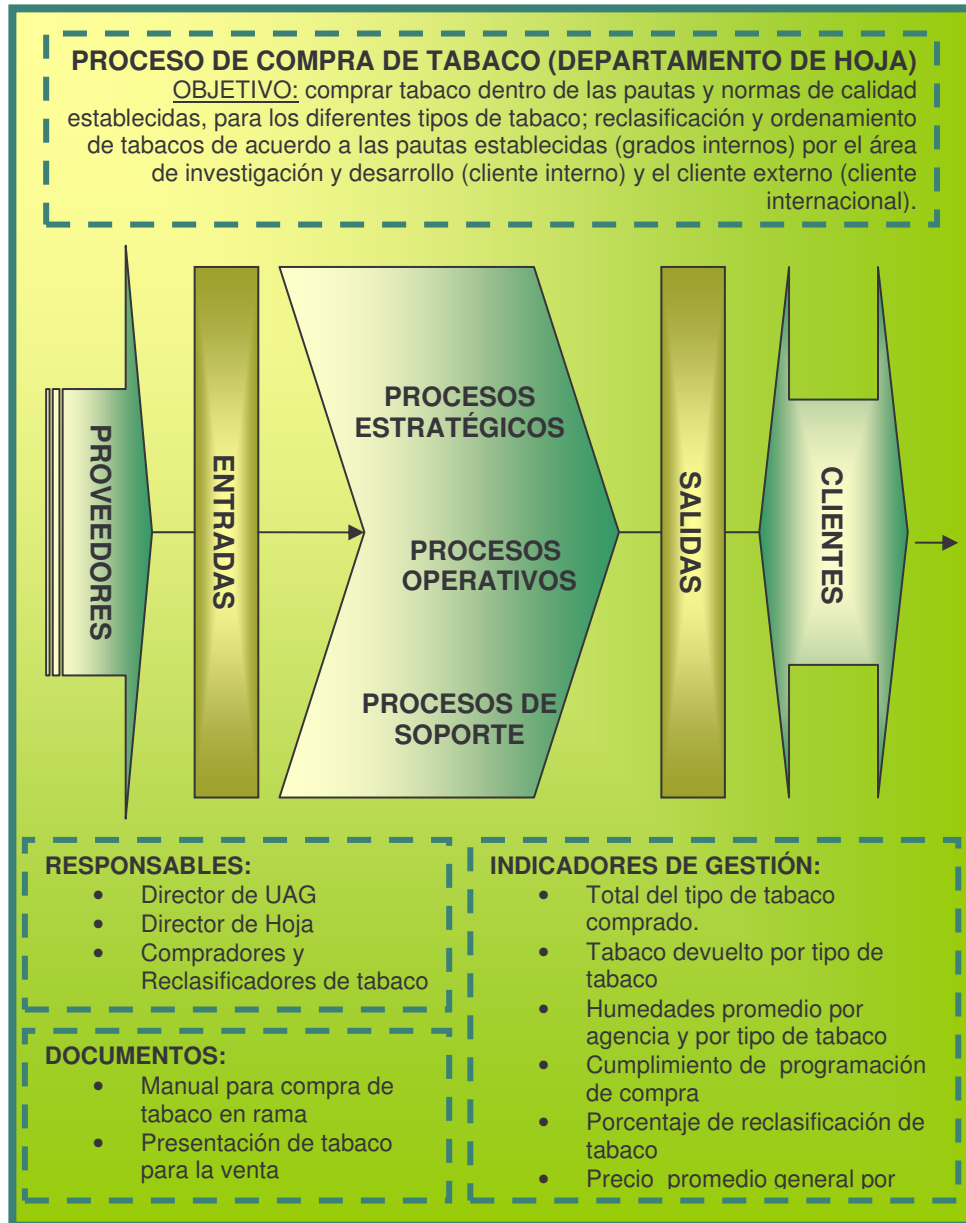 PROCESO DE COMPRA DE TABACO (DEPARTAMENTO DE HOJA)
OBJETIVO: comprar tabaco dentro de las pautas y normas de calidad
establecidas, para los diferentes tipos de tabaco; reclasificación y ordenamiento
de tabacos de acuerdo a las pautas establecidas (grados internos) por el área
de investigación y desarrollo (cliente interno) y el cliente externo (cliente
internacional).
PROVEEDORES
ENTRADAS
PROCESOS
ESTRATÉGICOS
PROCESOS
OPERATIVOS
PROCESOS DE
SOPORTE
SALIDAS
CLIENTES
RESPONSABLES:
• Director de UAG
• Director de Hoja
• Compradores y
Reclasificadores de tabaco
DOCUMENTOS:
• Manual para compra de
tabaco en rama
• Presentación de tabaco
para la venta
INDICADORES DE GESTIÓN:
• Total del tipo de tabaco
comprado.
• Tabaco devuelto por tipo de
tabaco
• Humedades promedio por
agencia y por tipo de tabaco
• Cumplimiento de programación
de compra
• Porcentaje de reclasificación de
tabaco
• Precio promedio general por